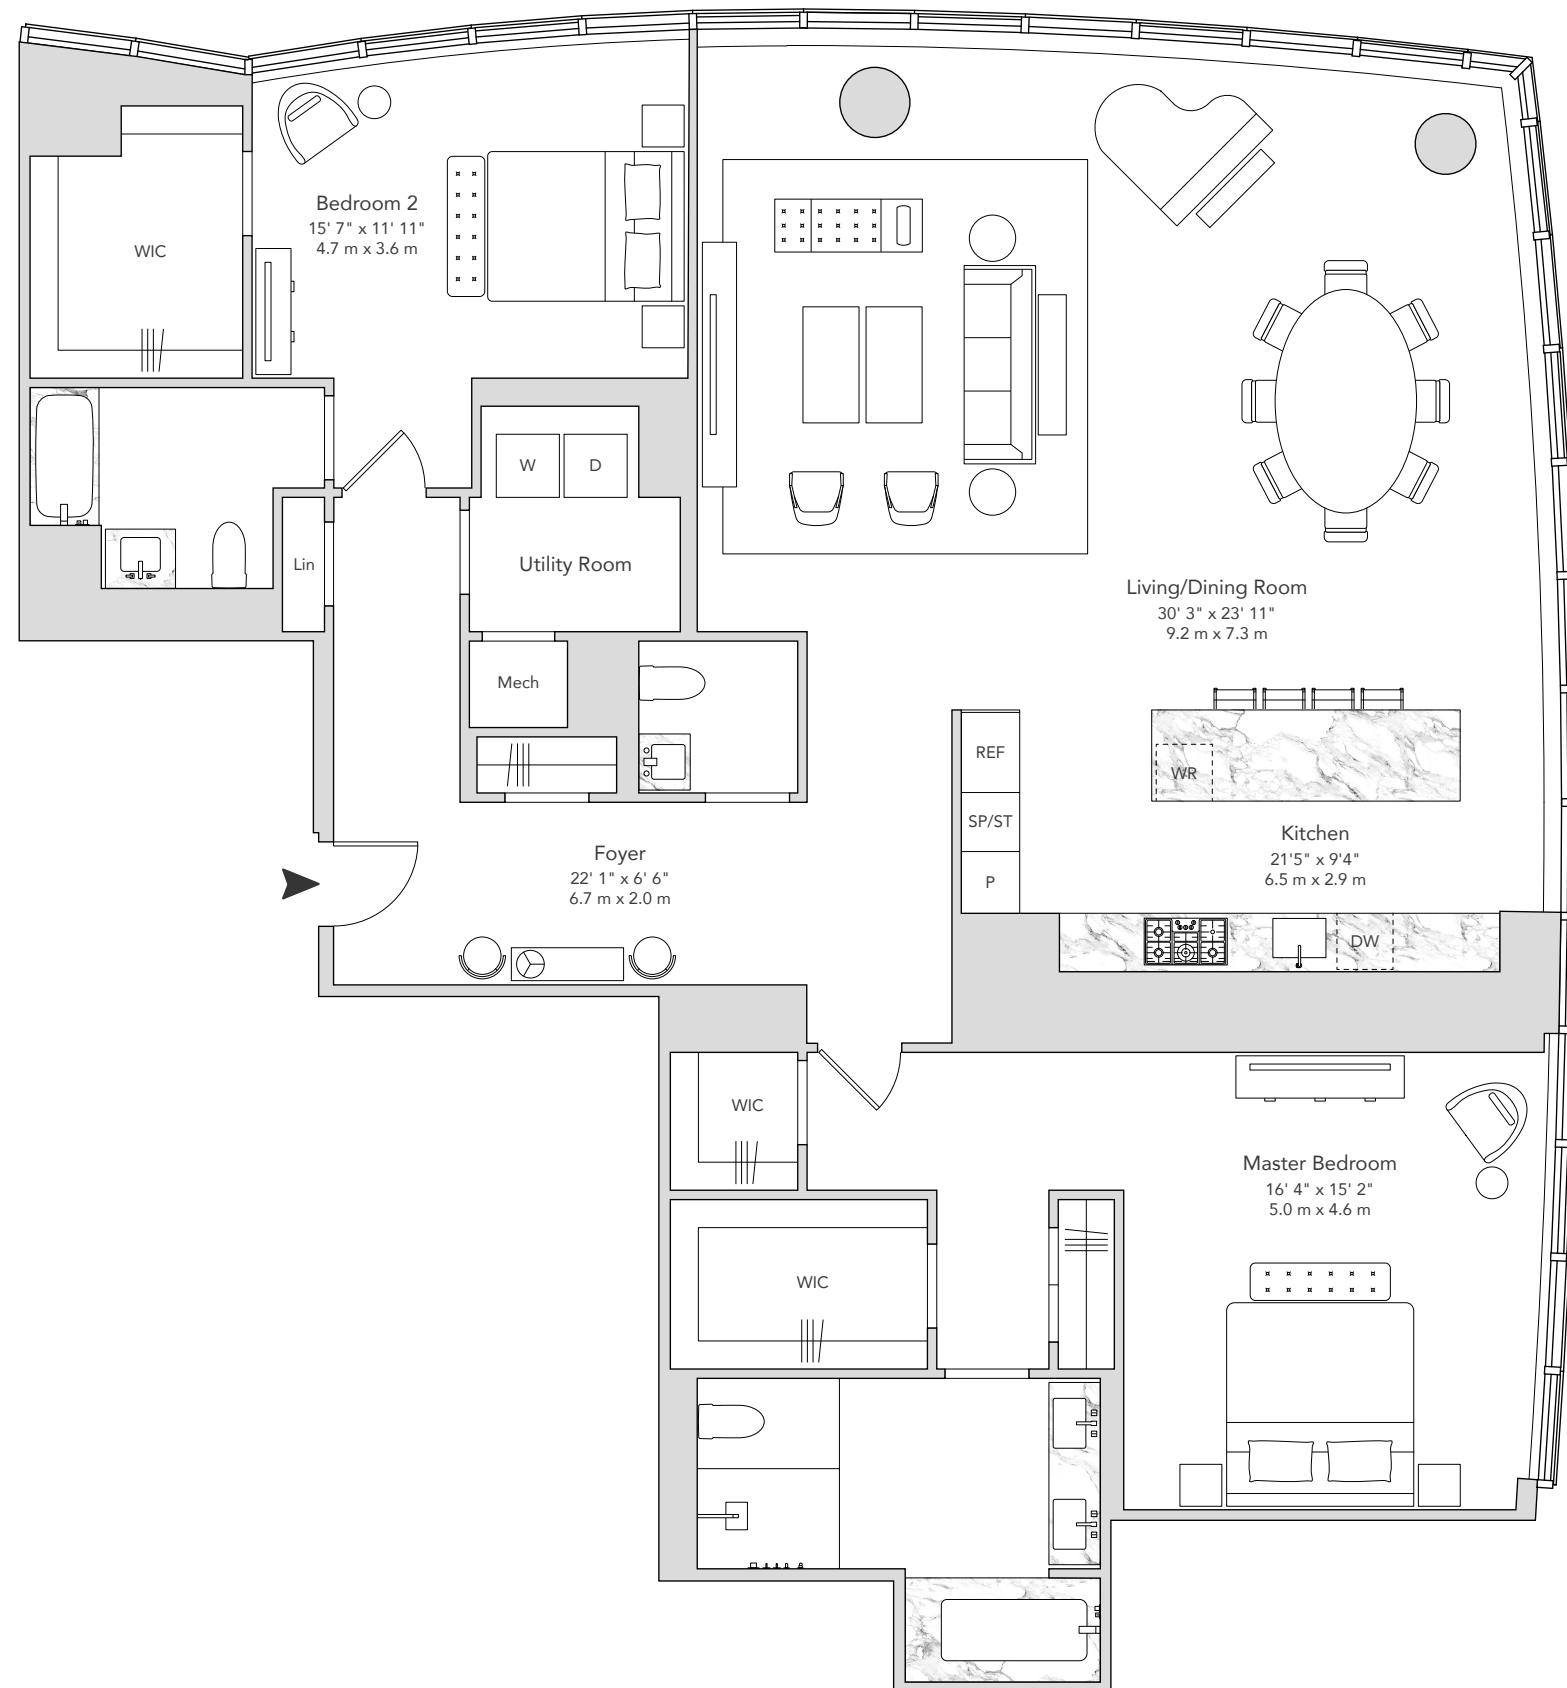 Bedroom 2
15' 7" x 11' 11"
4.7 m x 3.6 m
WIC
W
D
Lin
Utility Room
Living/Dining Room
30' 3" x 23' 11"
9.2 m x 7.3 m
Mech
REF
WR
SP/ST
Kitchen
21'5" x 9'4"
6.5 m x 2.9 m
P
Foyer
22' 1" x 6' 6"
6.7 m x 2.0 m
DW
WIC
Master Bedroom
16' 4" x 15' 2"
5.0 m x 4.6 m
WIC